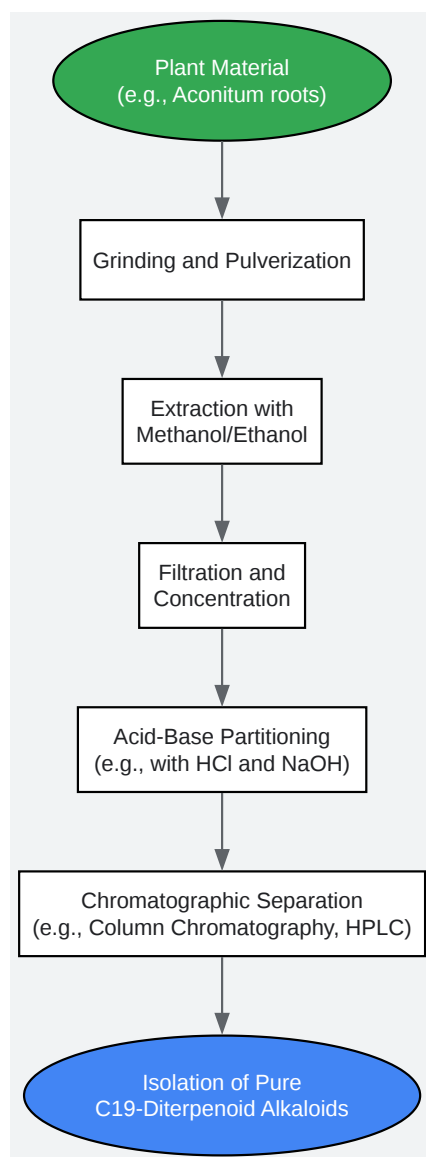 Plant Material
(e.g., Aconitum roots)
Grinding and Pulverization
Extraction with
Methanol/Ethanol
Filtration and
Concentration
Acid-Base Partitioning
(e.g., with HCl and NaOH)
Chromatographic Separation
(e.g., Column Chromatography, HPLC)
Isolation of Pure
C19-Diterpenoid Alkaloids